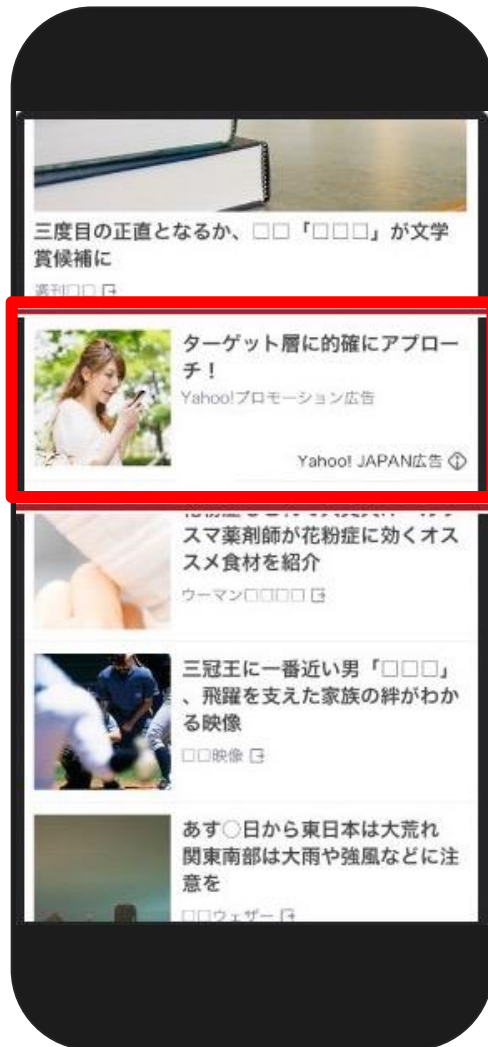 三度目の正直となるか、□□「□□□」が文学
賞候補に
週刊□□
ターゲット層に的確にアプロー
チ！
Yahoo!プロモーション広告
Yahoo! JAPAN広告
スマ薬剤師が花粉症に効くオス
スメ食材を紹介
ウーマン□□□□
三冠王に一番近い男「□□□」
、飛躍を支えた家族の絆がわか
る映像
□□映像
あす○日から東日本は大荒れ
関東南部は大雨や強風などに注
意を
□□ウェザー